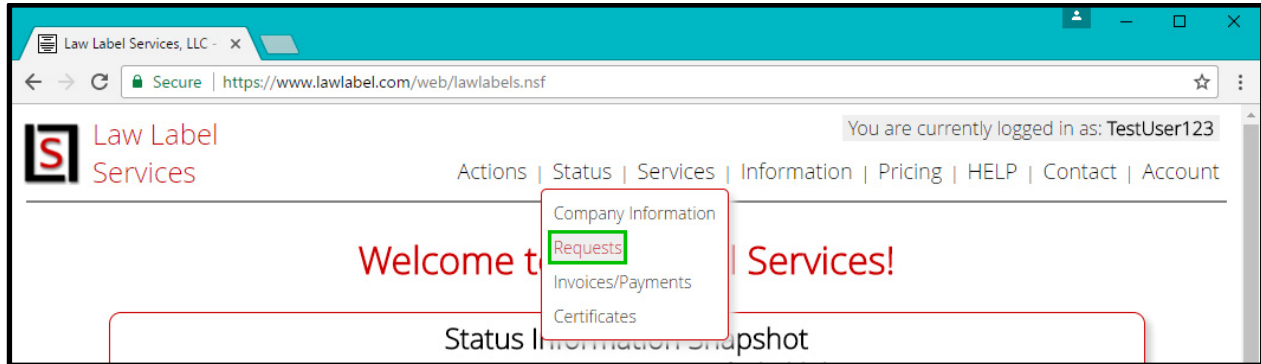 Law Label Services, LLC -
Secure | https://www.lawlabel.com/web/lawlabels.nsf
S
Law Label
Services
You are currently logged in as: TestUser123
Actions | Status | Services | Information | Pricing | HELP | Contact | Account
Company Information
Requests
Invoices/Payments
Certificates
Welcome Services!
Status Snapshot